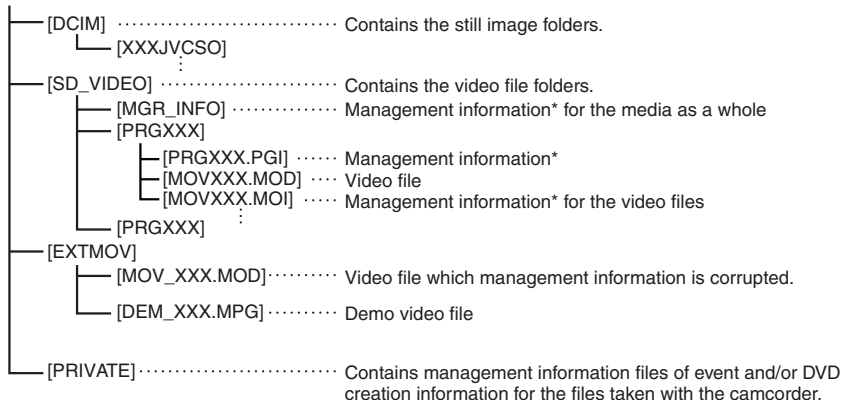 [DCIM] Contains the still image folders.
[XXXJVCSO]
[SD_VIDEO] Contains the video file folders.
[MGR_INFO] Management information* for the media as a whole
[PRGXXX]
[PRGXXX.PGI] Management information*
[MOVXXX.MOD] Video file
[MOVXXX.MOI] Management information* for the video files
[PRGXXX]
[EXTMOV]
[MOV_XXX.MOD] Video file which management information is corrupted.
[DEM_XXX.MPG] Demo video file
[PRIVATE] Contains management information files of event and/or DVD
creation information for the files taken with the camcorder.